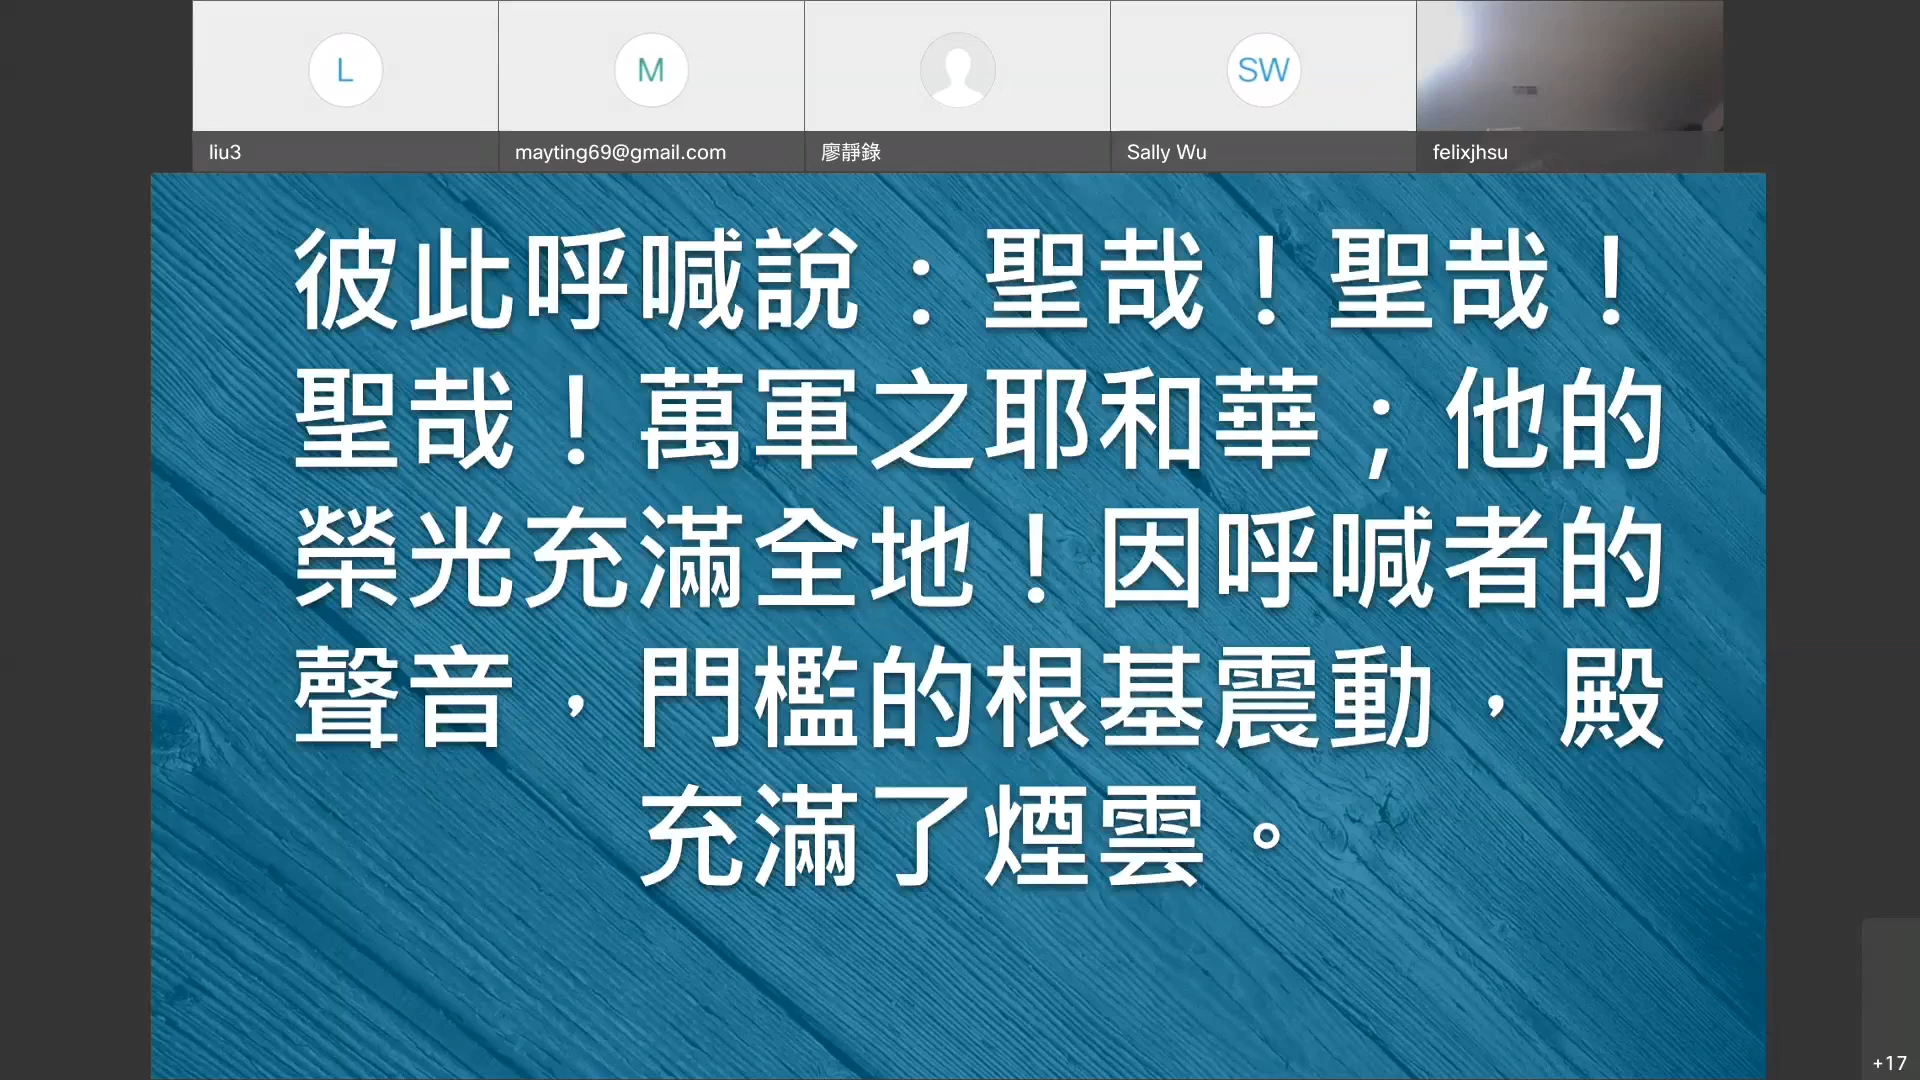 L
M
SW
liu3
mayting69@gmail.com
廖靜錄
Sally Wu
felixjhsu
彼此呼喊說：聖哉！聖哉！
聖哉！萬軍之耶和華；他的
榮光充滿全地！因呼喊者的
聲音，門檻的根基震動，殿
充滿了煙雲。
+17